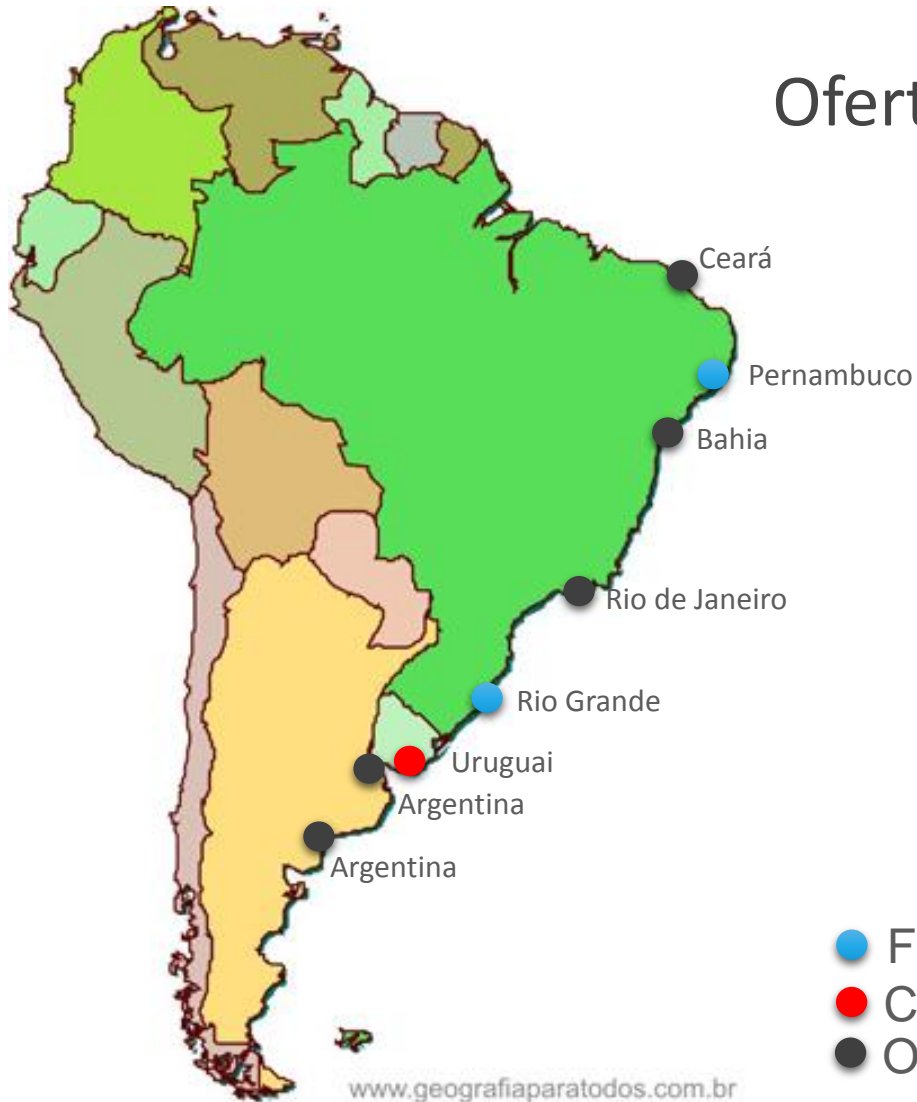 Ofert
Ceará
Pernambuco
Bahia
Rio de Janeiro
Rio Grande
Uruguai
Argentina
Argentina
F
C
O
www.geografiaparatodos.com.br